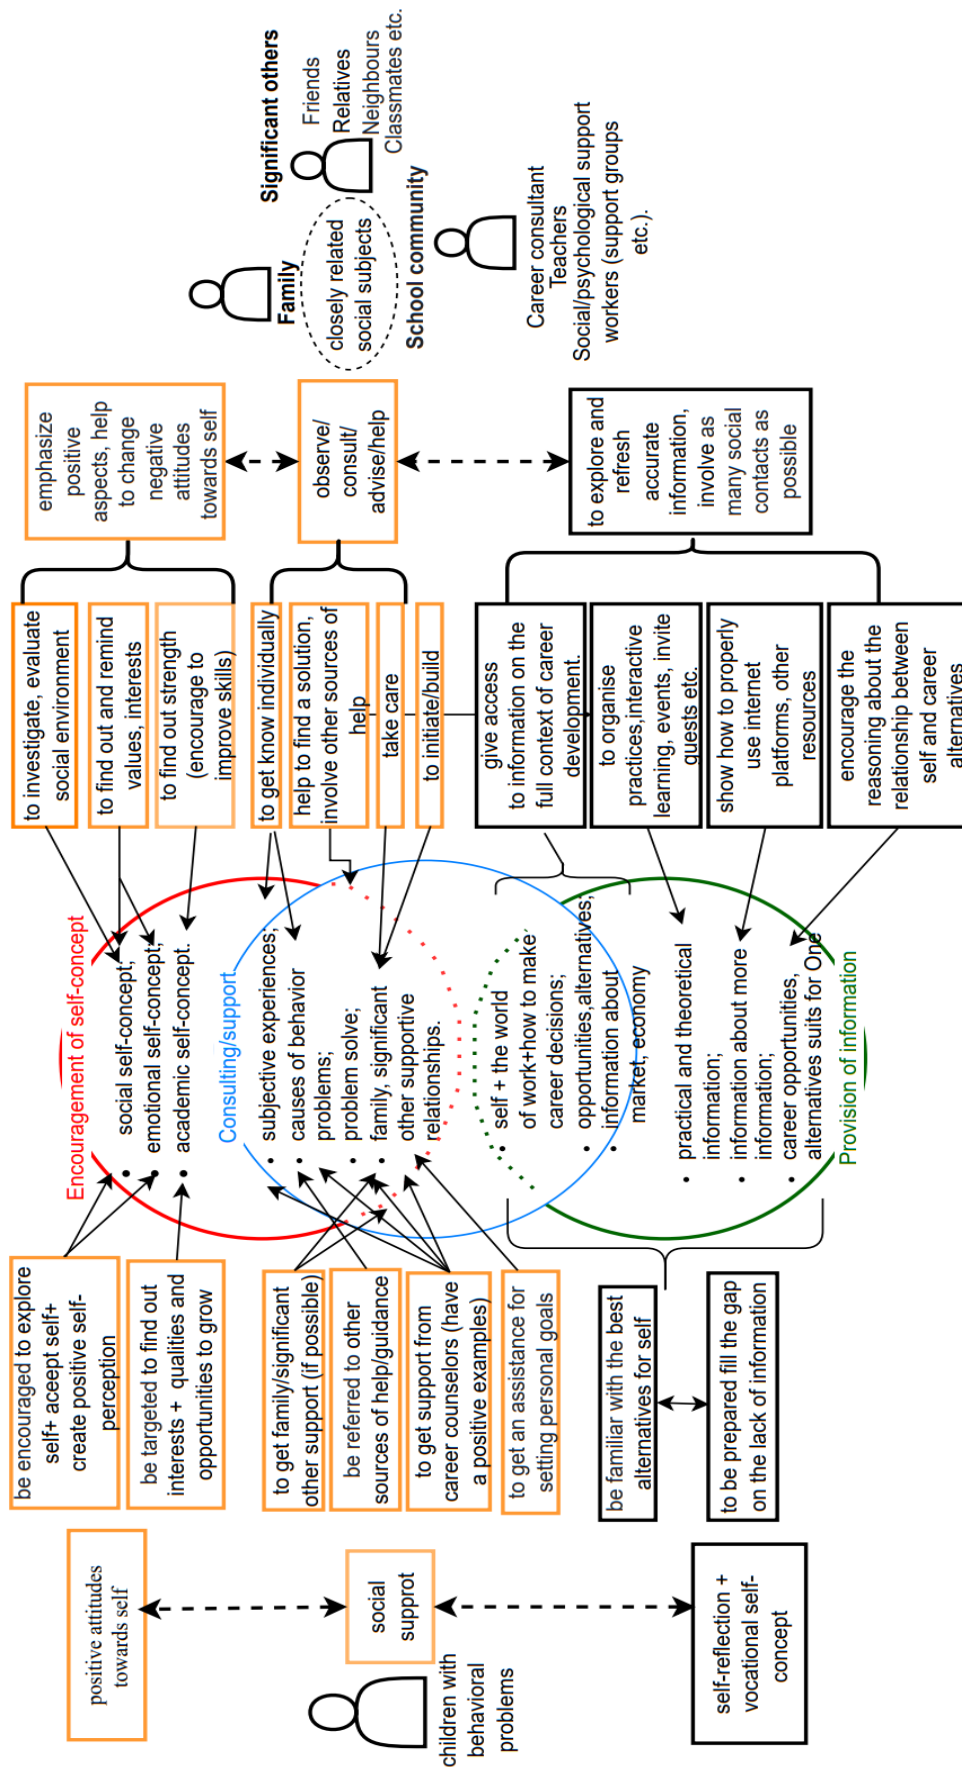 positive attitudes
towards self
social
supprot
children with
behavioral
problems
self-reflection +
vocational self-
concept
be encouraged to explore
self+ aceept self+
create positive self-
perception
be targeted to find out
interests + qualities and
opportunities to grow
to get family/significant
other support (if possible)
be referred to other
sources of help/guidance
to get support from
career counselors (have
a positive examples)
to get an assistance for
setting personal goals
be familiar with the best
alternatives for self
to be prepared fill the gap
on the lack of information
Encouragement of self-concept
• social self-concept;
• emotional self-concept;
• academic self-concept.
Consulting/support
• subjective experiences;
• causes of behavior
problems;
• problem solve;
• family, significant
other supportive
relationships.
• self + the world
of work+how to make
career decisions;
• opportunities,alternatives;
• information about
market, economy
• practical and theoretical
information;
• information about more
information;
• career opportunities,
alternatives suits for One
Provision of information
to investigate, evaluate
social environment
to find out and remind
values, interests
to find out strength
(encourage to
improve skills)
to get know individually
help to find a solution,
involve other sources of
help
take care
to initiate/build
give access
to information on the
full context of career
development.
to organise
practices,interactive
learning, events, invite
guests etc.
show how to properly
use internet
platforms, other
resources
encourage the
reasoning about the
relationship between
self and career
alternatives
emphasize
positive
aspects, help
to change
negative
attitudes
towards self
observe/
consult/
advise/help
to explore and
refresh
accurate
information,
involve as
many social
contacts as
possible
Family
closely related
social subjects
School community
Career consultant
Teachers
Social/psychological support
workers (support groups
etc.).
Significant others
Friends
Relatives
Neighbours
Classmates etc.